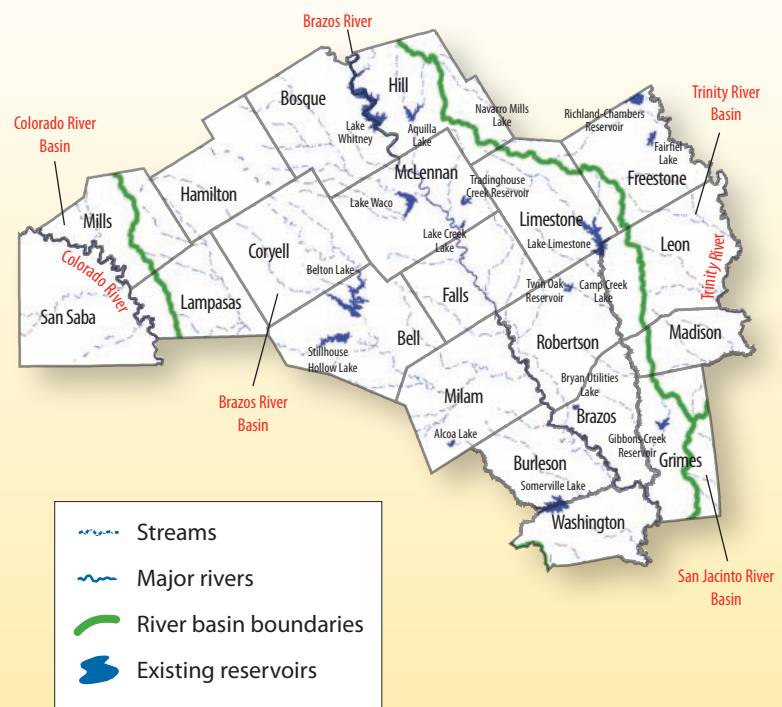 Brazos River
Hill
Bosque
Trinity River
Basin
Navarro Mills
Lake
Richland-Chambers
Reservoir
Colorado River
Basin
Lake
Whitney
Aquilla
Lake
Fairfiel
Lake
McLennan
Freestone
Hamilton
Tradinghouse
Creek Reservoir
Lake Waco
Mills
Limestone
Coryell
Lake Creek
Lake
Lake Limestone
Leon
Colorado River
Belton Lake
Trinity River
Lampasas
Falls
Twin Oak
Reservoir
Camp Creek
Lake
San Saba
Bell
Madison
Robertson
Stillhouse
Hollow Lake
Brazos River
Basin
Milam
Bryan Utilities
Lake
Brazos
Alcoa Lake
Gibbons Creek
Reservoir
Burleson
Grimes
Somerville Lake
Washington
San Jacinto River
Basin
Streams
Major rivers
River basin boundaries
Existing reservoirs